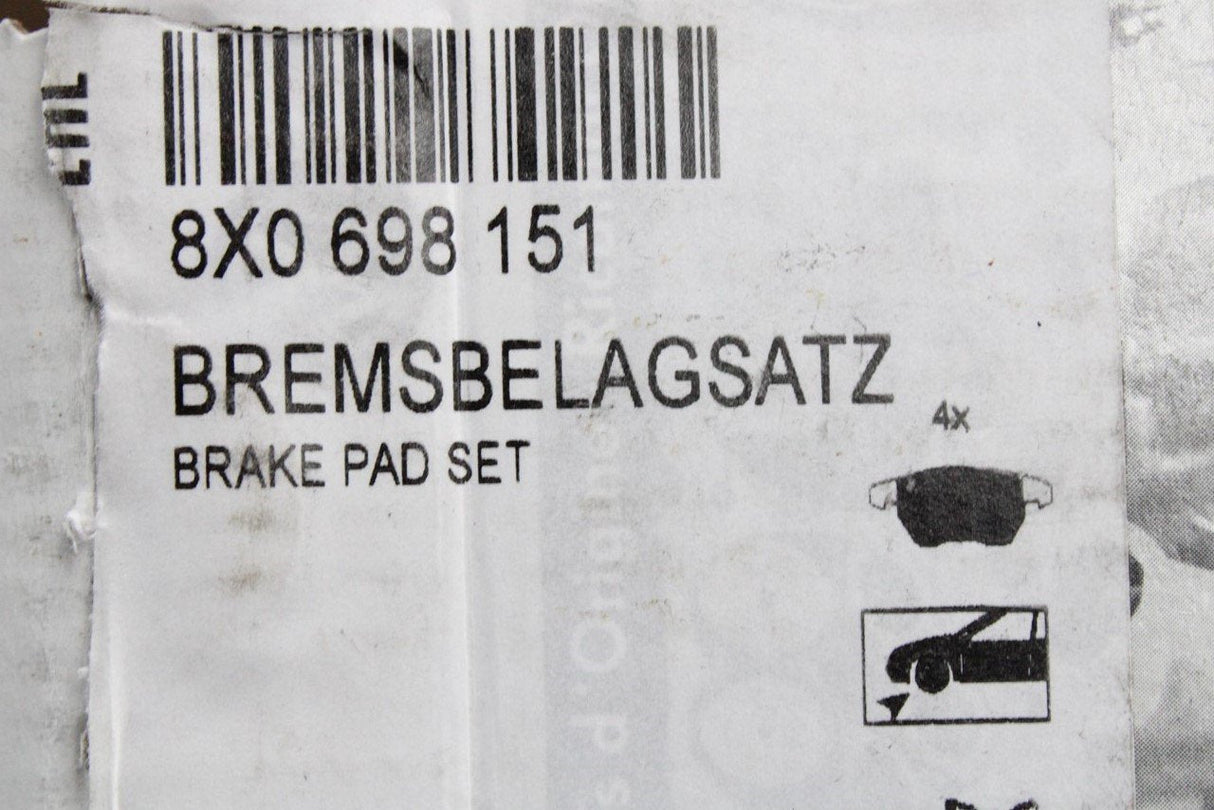 8X0 698 151
BREMSBELAGSATZ
BRAKE PAD SET
4x